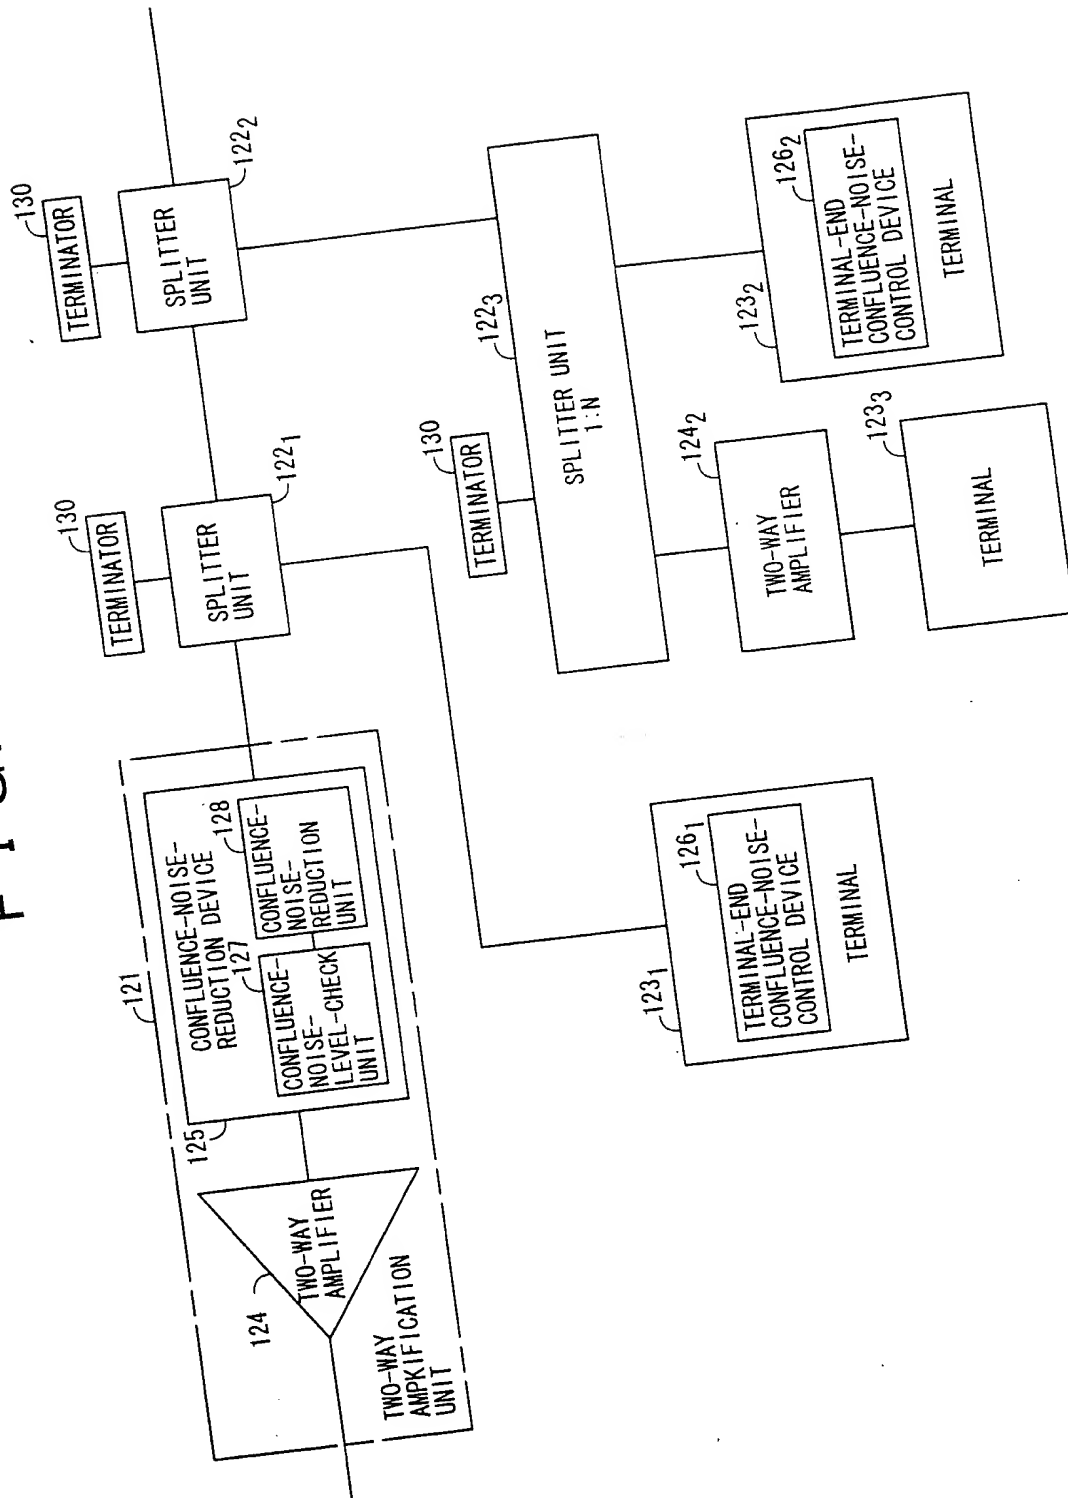 121
125
CONFLUENCE-NOISE-
REDUCTION DEVICE
127
128
CONFLUENCE-
NOISE-
LEVEL-CHECK
UNIT
CONFLUENCE-
NOISE-
REDUCTION
UNIT
124
TWO-WAY
AMPLIFIER
TWO-WAY
AMPKIFICATION
UNIT
130
TERMINATOR
SPLITTER
UNIT
122₁
130
TERMINATOR
SPLITTER
UNIT
122₂
130
TERMINATOR
122₃
SPLITTER UNIT
1:N
123₁
126₁
TERMINAL-END
CONFLUENCE-NOISE-
CONTROL DEVICE
TERMINAL
124₂
TWO-WAY
AMPLIFIER
123₃
TERMINAL
123₂
126₂
TERMINAL-END
CONFLUENCE-NOISE-
CONTROL DEVICE
TERMINAL